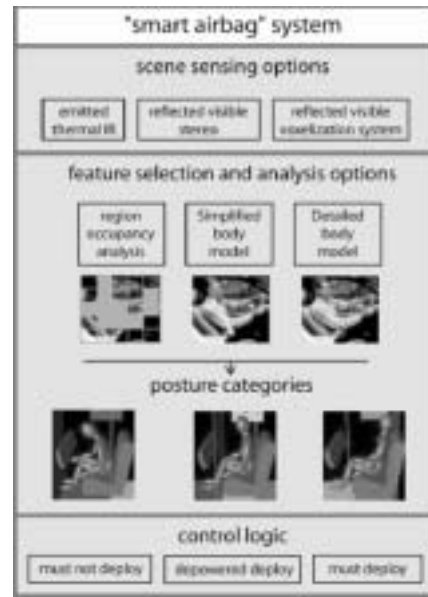 "smart airbag" system
scene sensing options
emitted
thermal IR
reflected visible
stereo
reflected visible
voxelization system
feature selection and analysis options
region
occupancy
analysis
Simplified
body
model
Detailed
body
model
posture categories
control logic
must not deploy
depowered deploy
must deploy